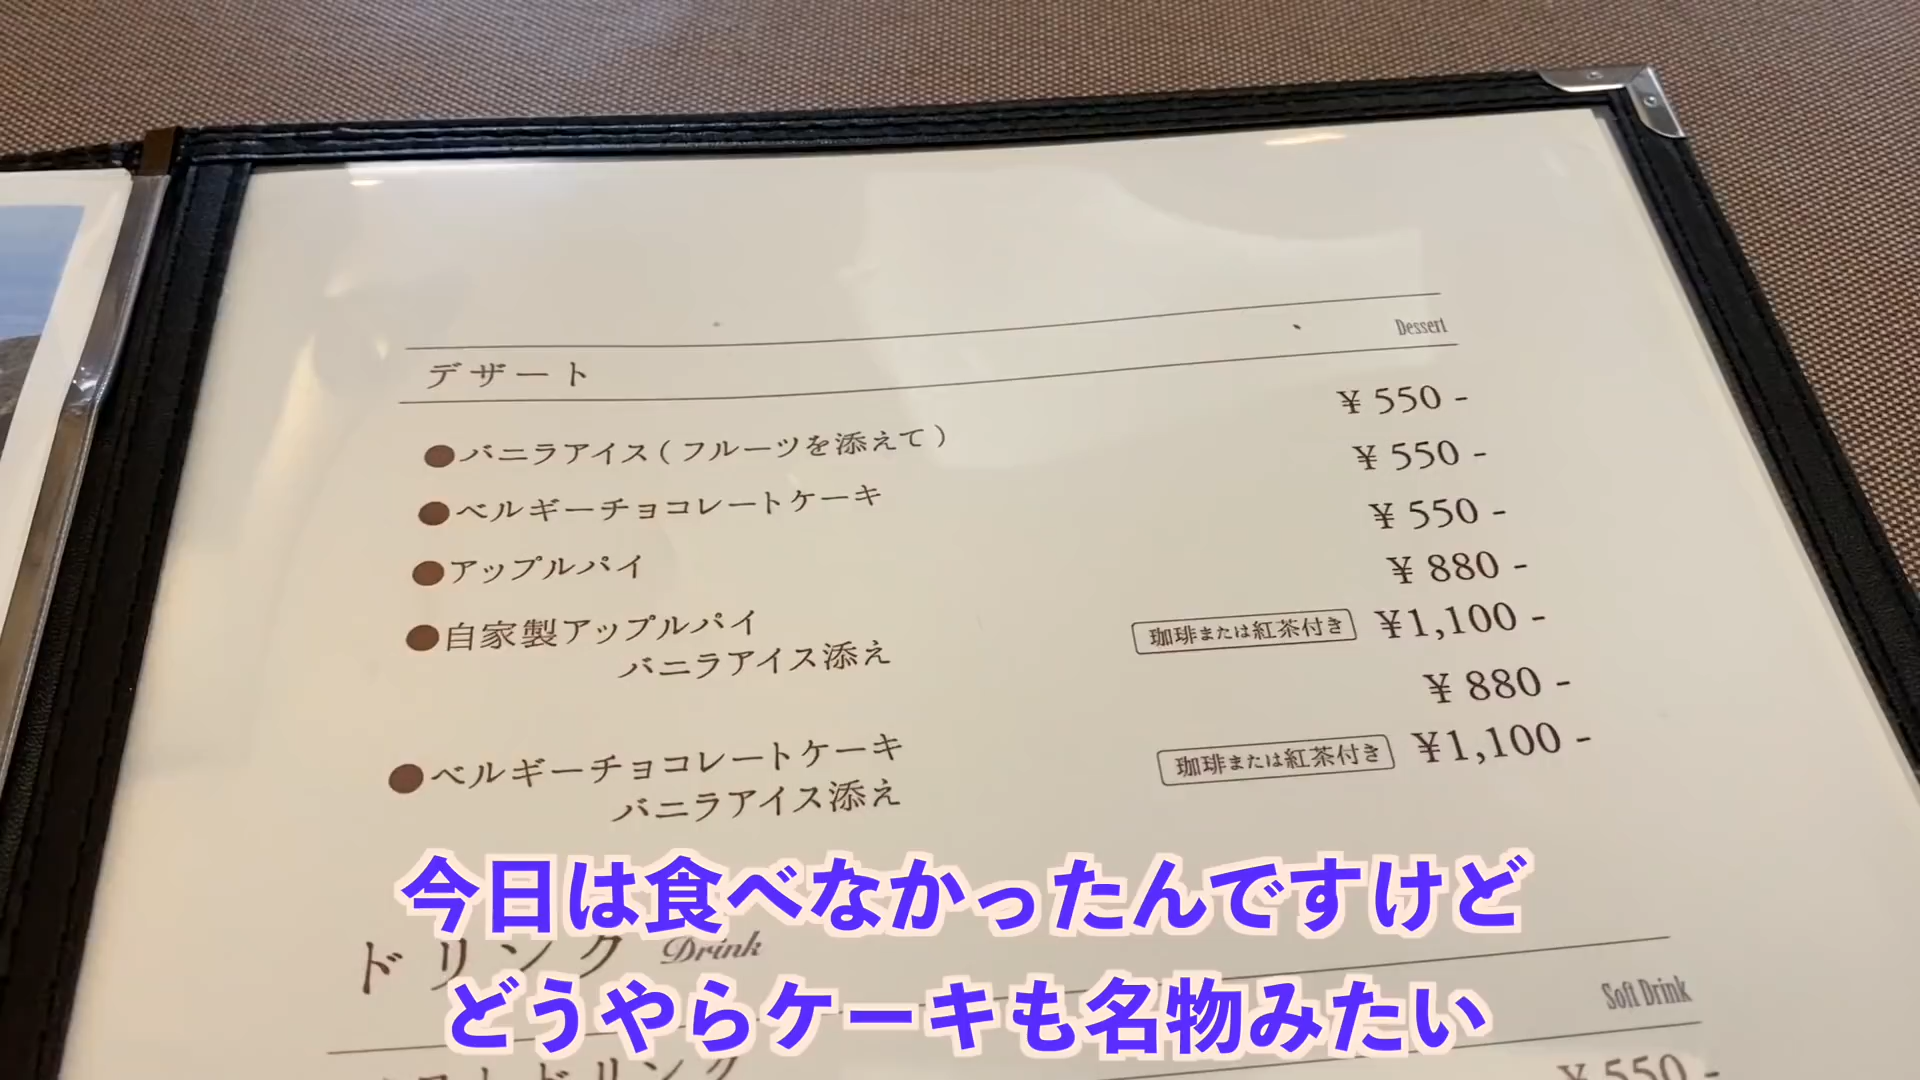 Dessert
デザート
●バニラアイス(フルーツを添えて) ¥550-
●ベルギーチョコレートケーキ ¥550-
●アップルパイ ¥550-
●自家製アップルパイ ¥880-
バニラアイス添え 珈琲または紅茶付き ¥1,100-
¥880-
●ベルギーチョコレートケーキ
バニラアイス添え 珈琲または紅茶付き ¥1,100-
今日は食べなかったんですけど
ドリンク Drink
どうやらケーキも名物みたい
Soft Drink
¥550-